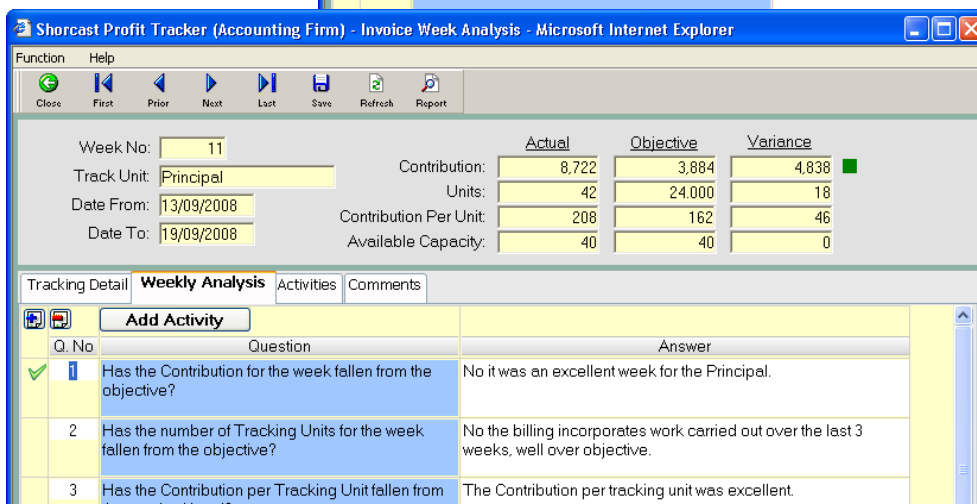 Shorcast Profit Tracker (Accounting Firm) - Invoice Week Analysis - Microsoft Internet Explorer
Function Help
Close First Prior Next Last Save Refresh Report
Actual Objective Variance
Week No: 11
Contribution: 8,722 3,884 4,838
Track Unit: Principal
Units: 42 24.000 18
Date From: 13/09/2008
Contribution Per Unit: 208 162 46
Date To: 19/09/2008
Available Capacity: 40 40 0
Tracking Detail Weekly Analysis Activities Comments
Add Activity
Q. No Question Answer
1 Has the Contribution for the week fallen from the No it was an excellent week for the Principal.
objective?
2 Has the number of Tracking Units for the week No the billing incorporates work carried out over the last 3
fallen from the objective? weeks, well over objective.
3 Has the Contribution per Tracking Unit fallen from The Contribution per tracking unit was excellent.